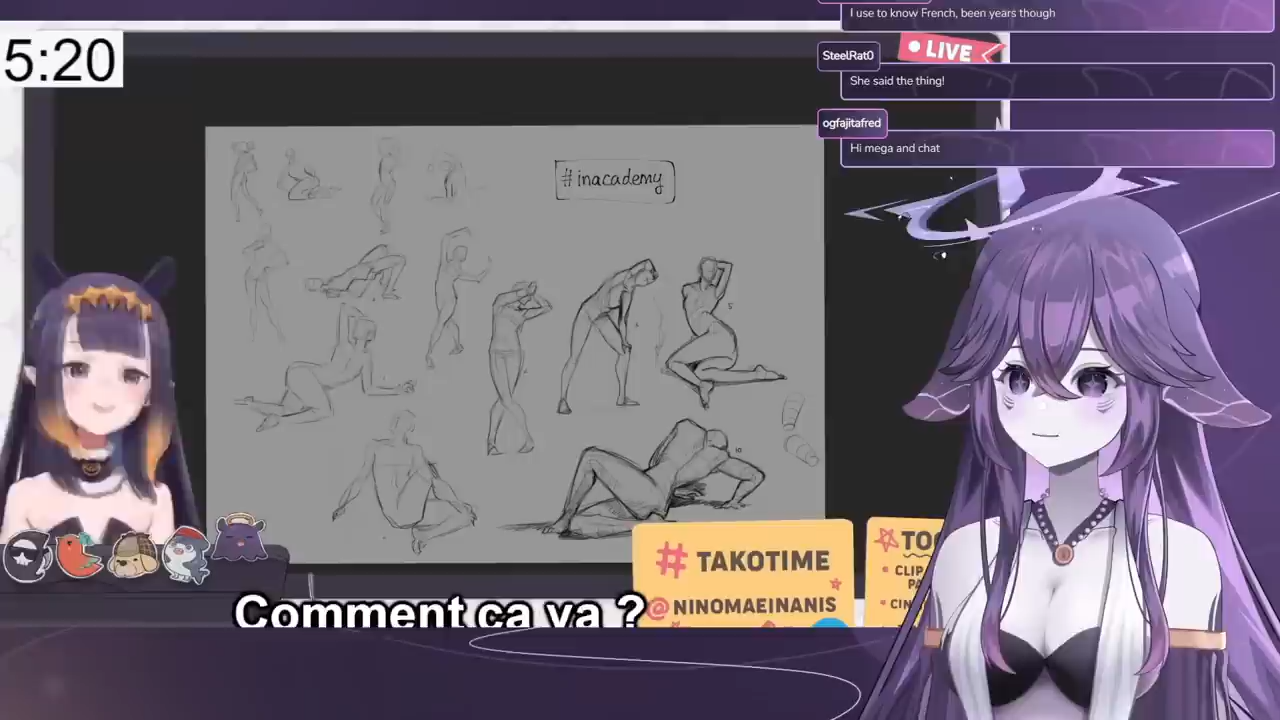 I use to know French, been years though
5:20
LIVE
SteelRat0
She said the thing!
ogfajitafred
Hi mega and chat
#inacademy
# TAKOTIME
@NINOMAEINANIS
Comment ça va ?